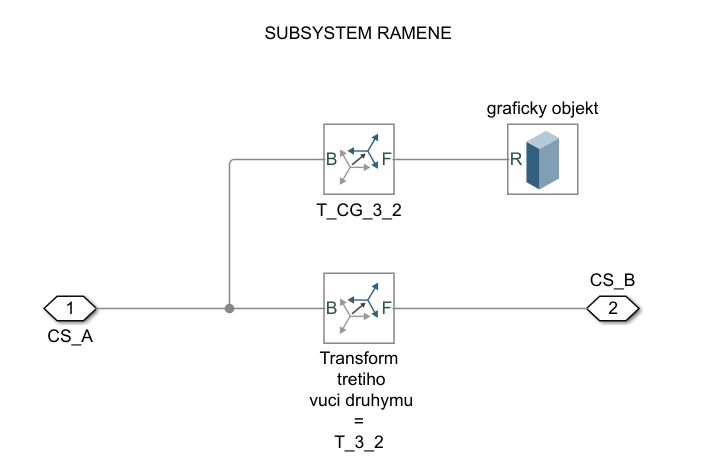 SUBSYSTEM RAMENE
graficky objekt
B
F
R
T_CG_3_2
1
CS_A
B
F
CS_B
2
Transform
tretiho
vuci druhymu
=
T_3_2